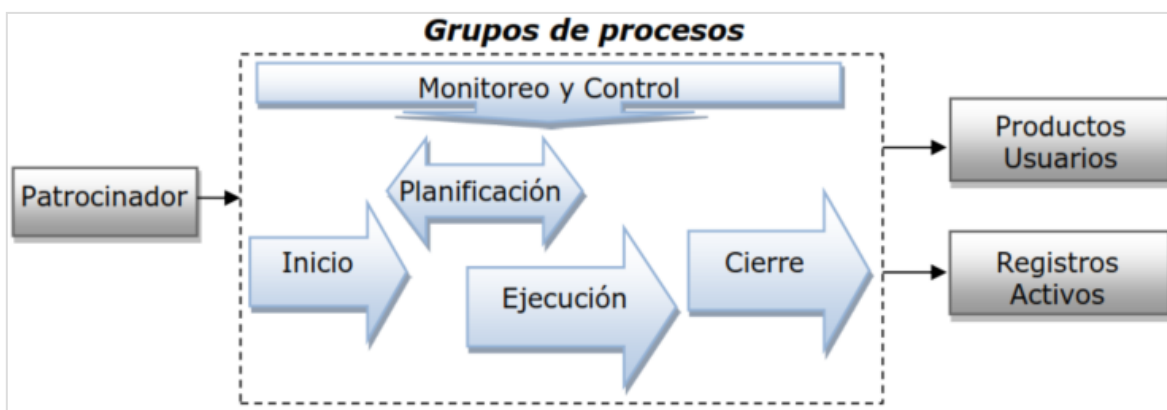 Grupos de procesos
Monitoreo y Control
Patrocinador
Planificación
Inicio
Ejecución
Cierre
Productos
Usuarios
Registros
Activos